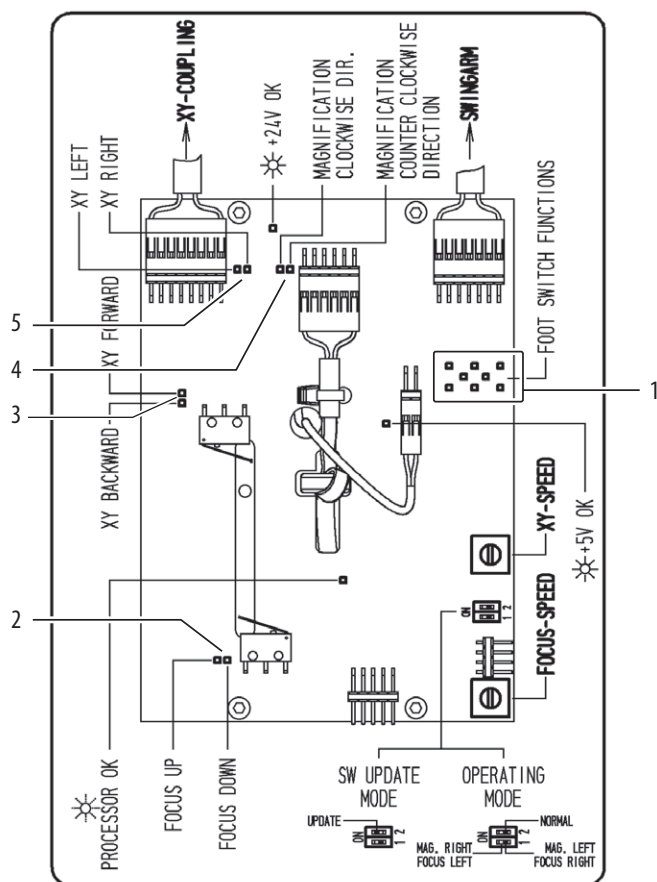 XY-COUPLING
XY LEFT
XY RIGHT
+24V OK
MAGNIFICATION
CLOCKWISE DIR.
MAGNIFICATION
COUNTER CLOCKWISE
DIRECTION
SWINGARM
FOOT SWITCH FUNCTIONS
5
XY FORWARD
4
3
1
XY BACKWARD
XY-SPEED
+5V OK
ON
1 2
FOCUS-SPEED
2
PROCESSOR OK
FOCUS UP
FOCUS DOWN
SW UPDATE
MODE
OPERATING
MODE
UPDATE
ON
1 2
NORMAL
ON
1 2
MAG. RIGHT
FOCUS LEFT
MAG. LEFT
FOCUS RIGHT